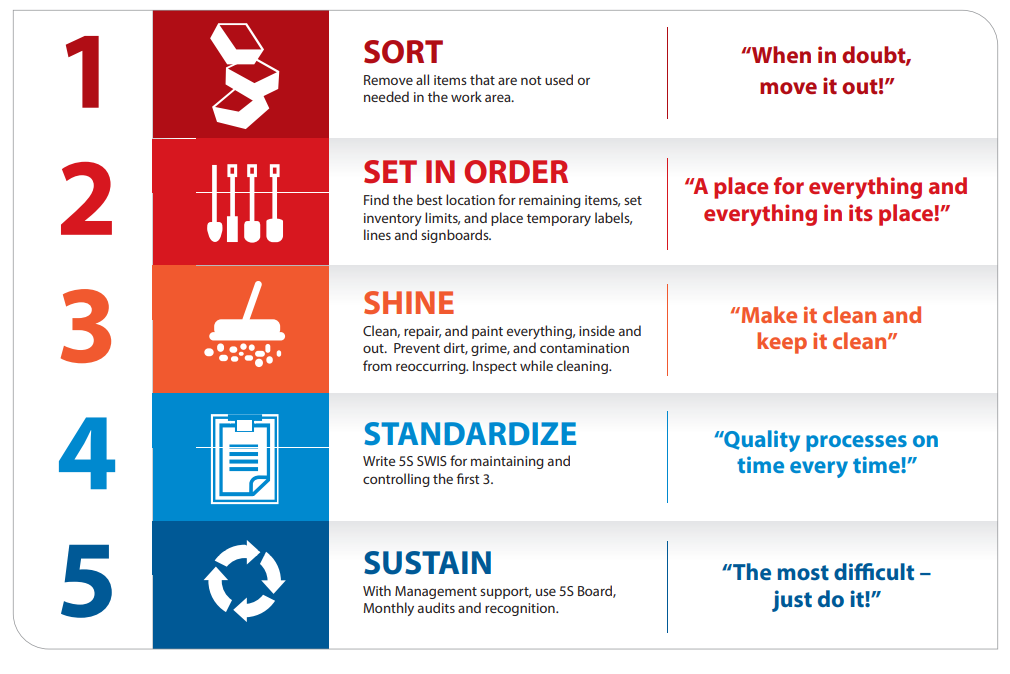 1
SORT
Remove all items that are not used or
needed in the work area.
“When in doubt,
move it out!”
2
SET IN ORDER
Find the best location for remaining items, set
inventory limits, and place temporary labels,
lines and signboards.
“A place for everything and
everything in its place!”
3
SHINE
Clean, repair, and paint everything, inside and
out.  Prevent dirt, grime, and contamination
from reoccurring. Inspect while cleaning.
“Make it clean and
keep it clean”
4
STANDARDIZE
Write 5S SWIS for maintaining and
controlling the first 3.
“Quality processes on
time every time!”
5
SUSTAIN
With Management support, use 5S Board,
Monthly audits and recognition.
“The most difficult –
just do it!”